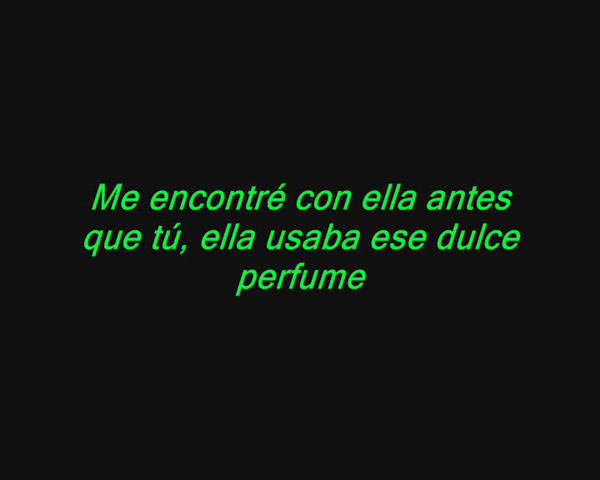 Me encontré con ella antes
que tú, ella usaba ese dulce
perfume